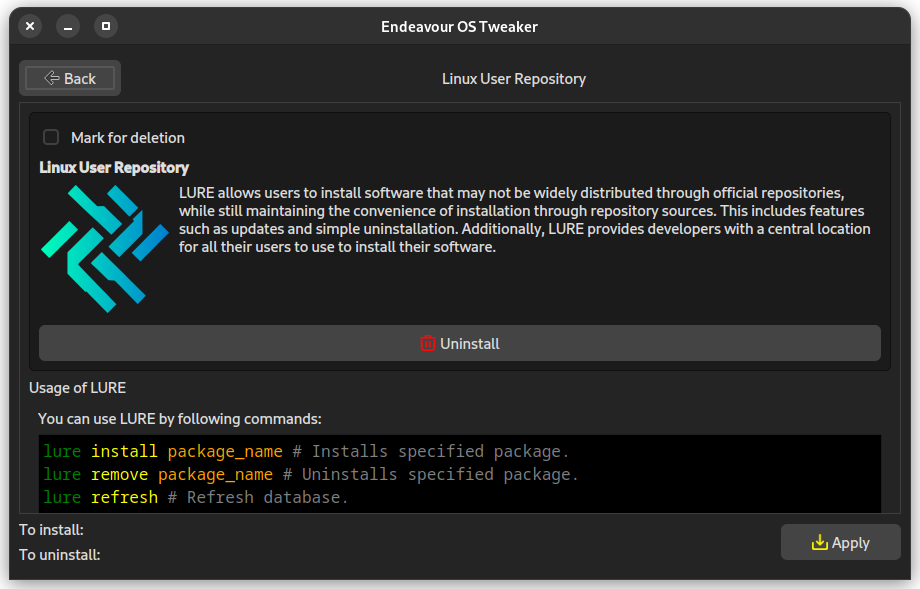 Endeavour OS Tweaker
Back
Linux User Repository
Mark for deletion
Linux User Repository
LURE allows users to install software that may not be widely distributed through official repositories,
while still maintaining the convenience of installation through repository sources. This includes features
such as updates and simple uninstallation. Additionally, LURE provides developers with a central location
for all their users to use to install their software.
Uninstall
Usage of LURE
You can use LURE by following commands:
lure install package_name # Installs specified package.
lure remove package_name # Uninstalls specified package.
lure refresh # Refresh database.
To install:
To uninstall:
Apply